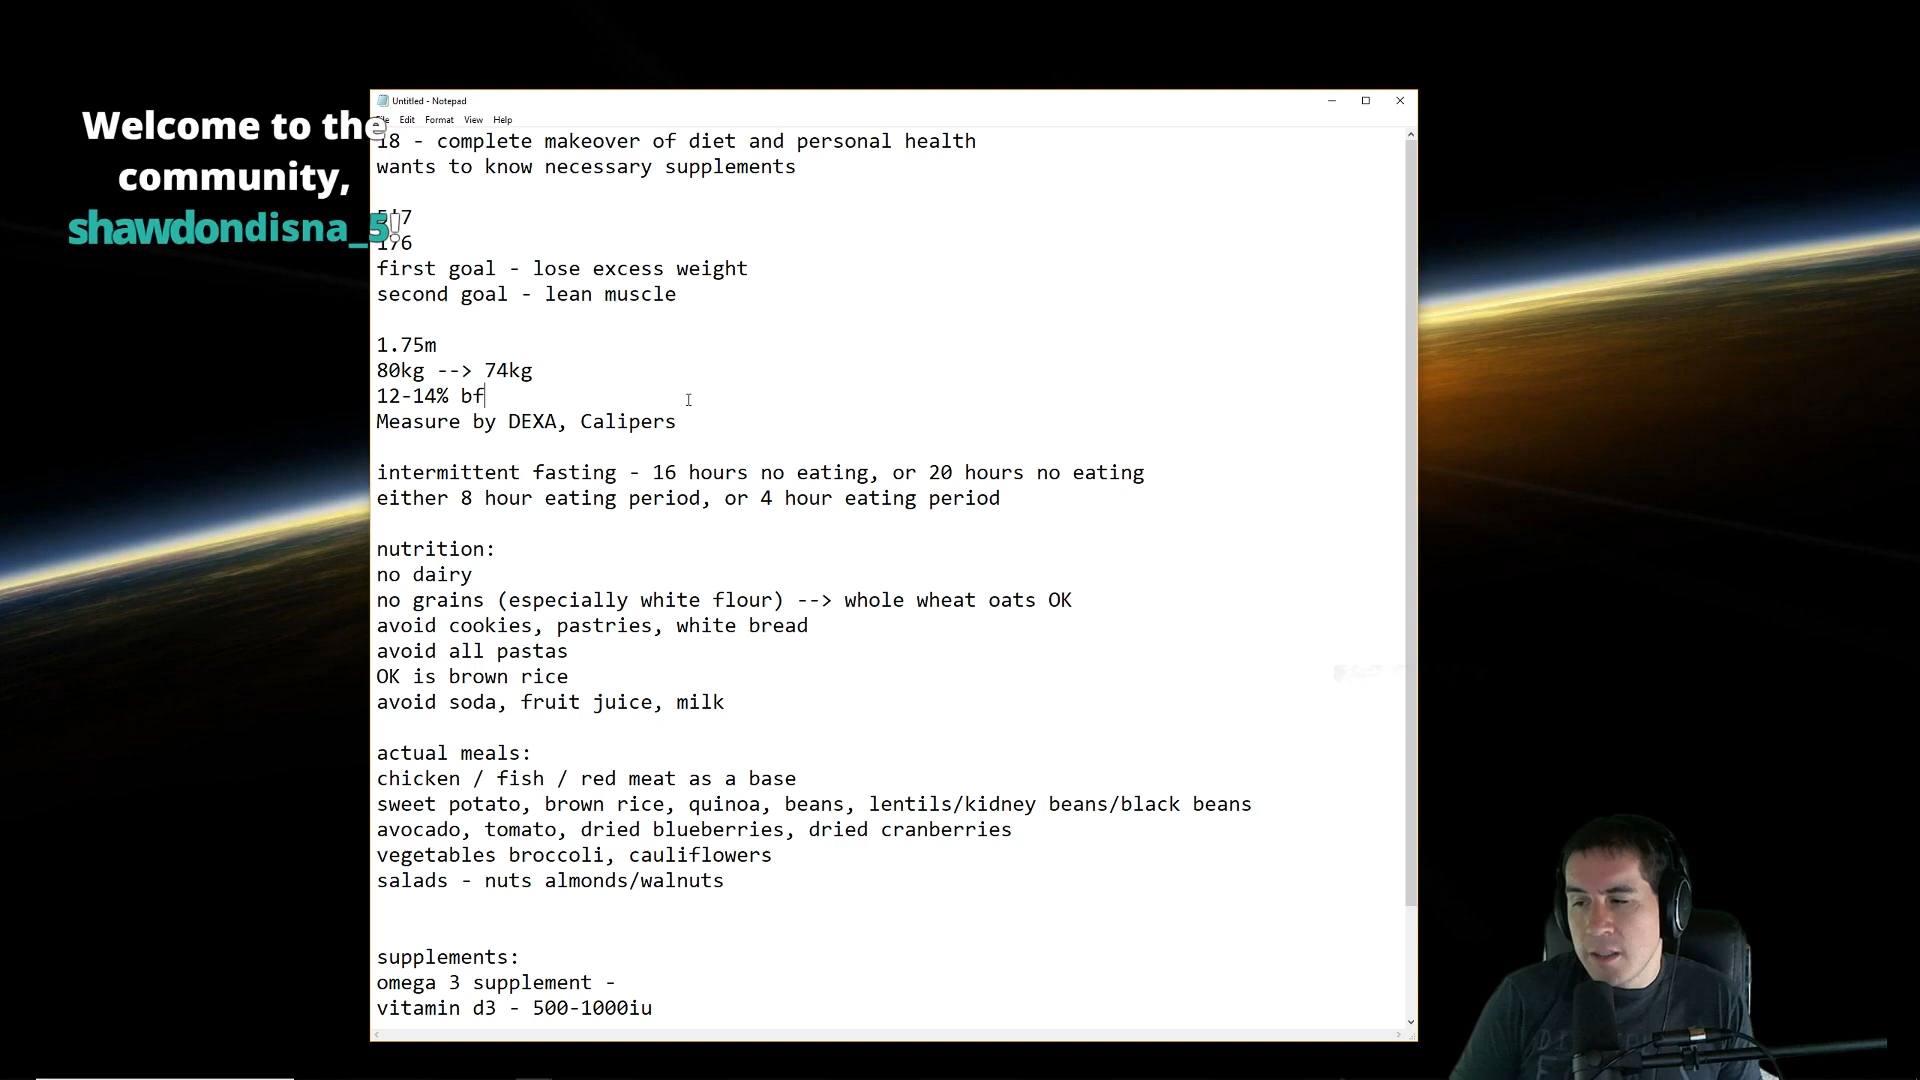 Welcome to the
community,
shawdondisna_5!
Untitled - Notepad
File Edit Format View Help
18 - complete makeover of diet and personal health
wants to know necessary supplements
5'7
176
first goal - lose excess weight
second goal - lean muscle
1.75m
80kg --> 74kg
12-14% bf
Measure by DEXA, Calipers
intermittent fasting - 16 hours no eating, or 20 hours no eating
either 8 hour eating period, or 4 hour eating period
nutrition:
no dairy
no grains (especially white flour) --> whole wheat oats OK
avoid cookies, pastries, white bread
avoid all pastas
OK is brown rice
avoid soda, fruit juice, milk
actual meals:
chicken / fish / red meat as a base
sweet potato, brown rice, quinoa, beans, lentils/kidney beans/black beans
avocado, tomato, dried blueberries, dried cranberries
vegetables broccoli, cauliflowers
salads - nuts almonds/walnuts
supplements:
omega 3 supplement -
vitamin d3 - 500-1000iu